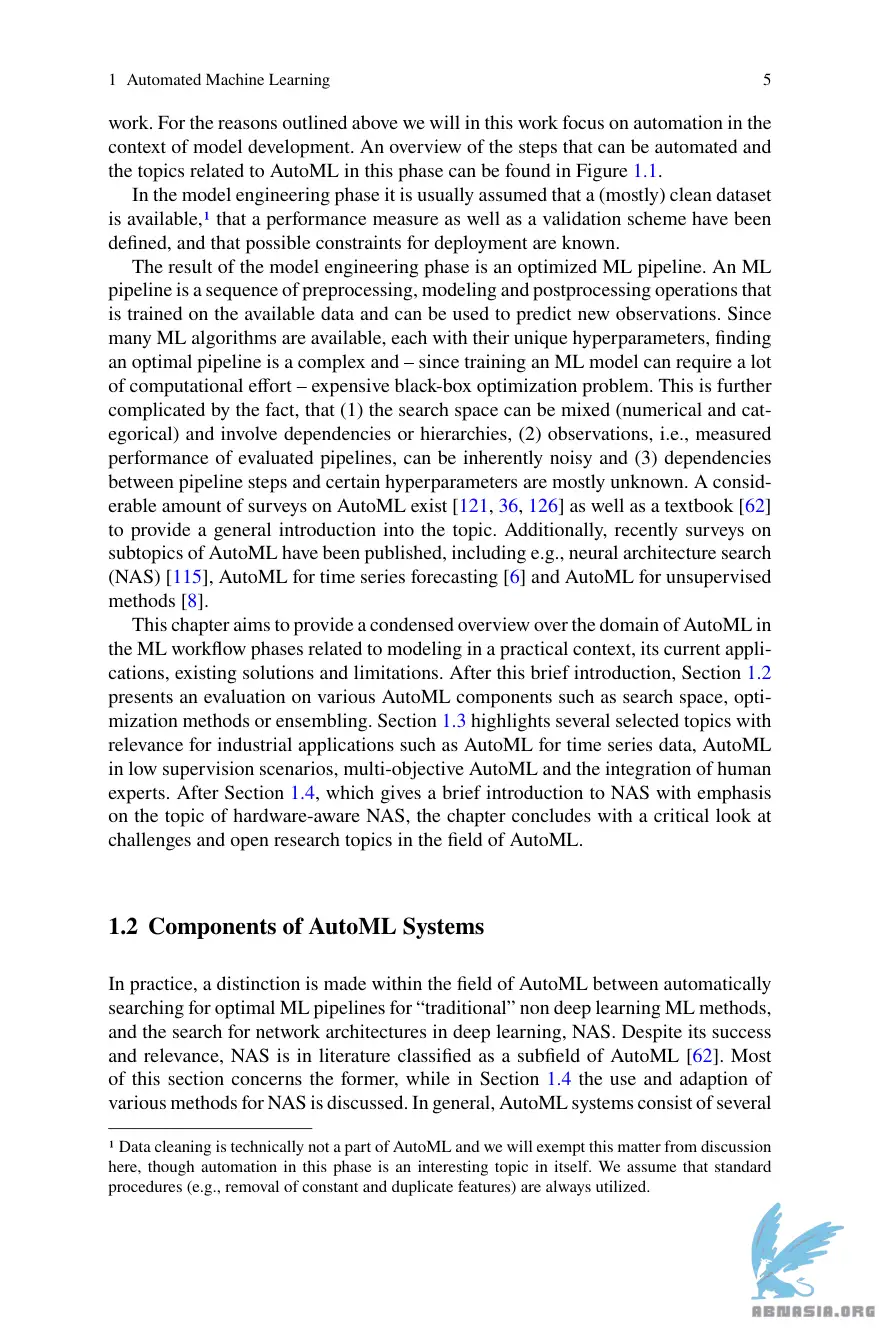 1 Automated Machine Learning 5
work. For the reasons outlined above we will in this work focus on automation in the
context of model development. An overview of the steps that can be automated and
the topics related to AutoML in this phase can be found in Figure 1.1.
In the model engineering phase it is usually assumed that a (mostly) clean dataset
is available,¹ that a performance measure as well as a validation scheme have been
defined, and that possible constraints for deployment are known.
The result of the model engineering phase is an optimized ML pipeline. An ML
pipeline is a sequence of preprocessing, modeling and postprocessing operations that
is trained on the available data and can be used to predict new observations. Since
many ML algorithms are available, each with their unique hyperparameters, finding
an optimal pipeline is a complex and – since training an ML model can require a lot
of computational effort – expensive black-box optimization problem. This is further
complicated by the fact, that (1) the search space can be mixed (numerical and cat-
egorical) and involve dependencies or hierarchies, (2) observations, i.e., measured
performance of evaluated pipelines, can be inherently noisy and (3) dependencies
between pipeline steps and certain hyperparameters are mostly unknown. A consid-
erable amount of surveys on AutoML exist [121, 36, 126] as well as a textbook [62]
to provide a general introduction into the topic. Additionally, recently surveys on
subtopics of AutoML have been published, including e.g., neural architecture search
(NAS) [115], AutoML for time series forecasting [6] and AutoML for unsupervised
methods [8].
This chapter aims to provide a condensed overview over the domain of AutoML in
the ML workflow phases related to modeling in a practical context, its current appli-
cations, existing solutions and limitations. After this brief introduction, Section 1.2
presents an evaluation on various AutoML components such as search space, opti-
mization methods or ensembling. Section 1.3 highlights several selected topics with
relevance for industrial applications such as AutoML for time series data, AutoML
in low supervision scenarios, multi-objective AutoML and the integration of human
experts. After Section 1.4, which gives a brief introduction to NAS with emphasis
on the topic of hardware-aware NAS, the chapter concludes with a critical look at
challenges and open research topics in the field of AutoML.
1.2 Components of AutoML Systems
In practice, a distinction is made within the field of AutoML between automatically
searching for optimal ML pipelines for “traditional” non deep learning ML methods,
and the search for network architectures in deep learning, NAS. Despite its success
and relevance, NAS is in literature classified as a subfield of AutoML [62]. Most
of this section concerns the former, while in Section 1.4 the use and adaption of
various methods for NAS is discussed. In general, AutoML systems consist of several
¹ Data cleaning is technically not a part of AutoML and we will exempt this matter from discussion
here, though automation in this phase is an interesting topic in itself. We assume that standard
procedures (e.g., removal of constant and duplicate features) are always utilized.
ABNASIA.ORG